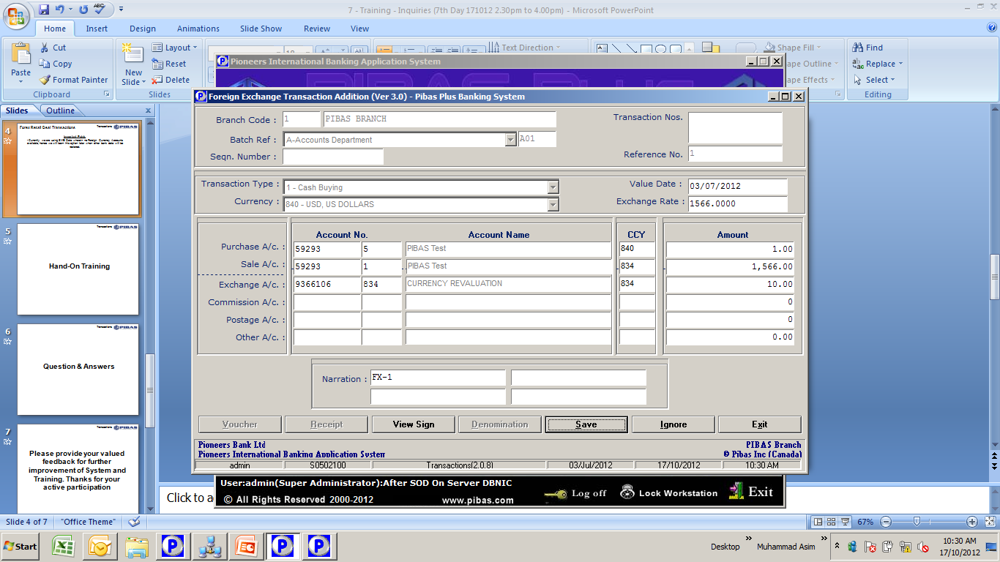 7 - Training - Inquiries (7th Day 171012 2.30pm to 4.00pm) - Microsoft PowerPoint
Home Insert Design Animations Slide Show Review View
Cut
Copy
Format Painter
Paste
Clipboard
New Slide
Layout
Reset
Delete
Slides
Text Direction
Shape Fill
hape Outline
hape Effects
Find
Replace
Select
Editing
Slides Outline
4
Forex Retail Deal Transactions
5
Hand-On Training
6
Question & Answers
7
Please provide your valued
feedback for further
improvement of System and
Training. Thanks for your
active participation
Pioneers International Banking Application System
Foreign Exchange Transaction Addition (Ver 3.0) - Pibas Plus Banking System
Branch Code : 1 PIBAS BRANCH
Transaction Nos.
Batch Ref : A-Accounts Department A01
Seqn. Number :
Reference No. 1
Transaction Type : 1 - Cash Buying
Value Date : 03/07/2012
Currency : 840 - USD, US DOLLARS
Exchange Rate : 1566.0000
Account No. Account Name CCY Amount
Purchase A/c. : 59293 5 PIBAS Test 840 1.00
Sale A/c. : 59293 1 PIBAS Test 834 1,566.00
Exchange A/c. : 9366106 834 CURRENCY REVALUATION 834 10.00
Commission A/c. : 0
Postage A/c. : 0
Other A/c. : 0.00
Narration : FX-1
Voucher Receipt View Sign Denomination Save Ignore Exit
Pioneers Bank Ltd PIBAS Branch
Pioneers International Banking Application System © Pibas Inc (Canada)
admin S0502100 Transactions(2.0.8) 03/Jul/2012 17/10/2012 10:30 AM
User:admin(Super Administrator):After SOD On Server DBNIC
© All Rights Reserved 2000-2012 www.pibas.com
Log off Lock Workstation Exit
Click to a
Slide 4 of 7 "Office Theme" 67%
Start
Desktop » Muhammad Asim »
10:30 AM
17/10/2012